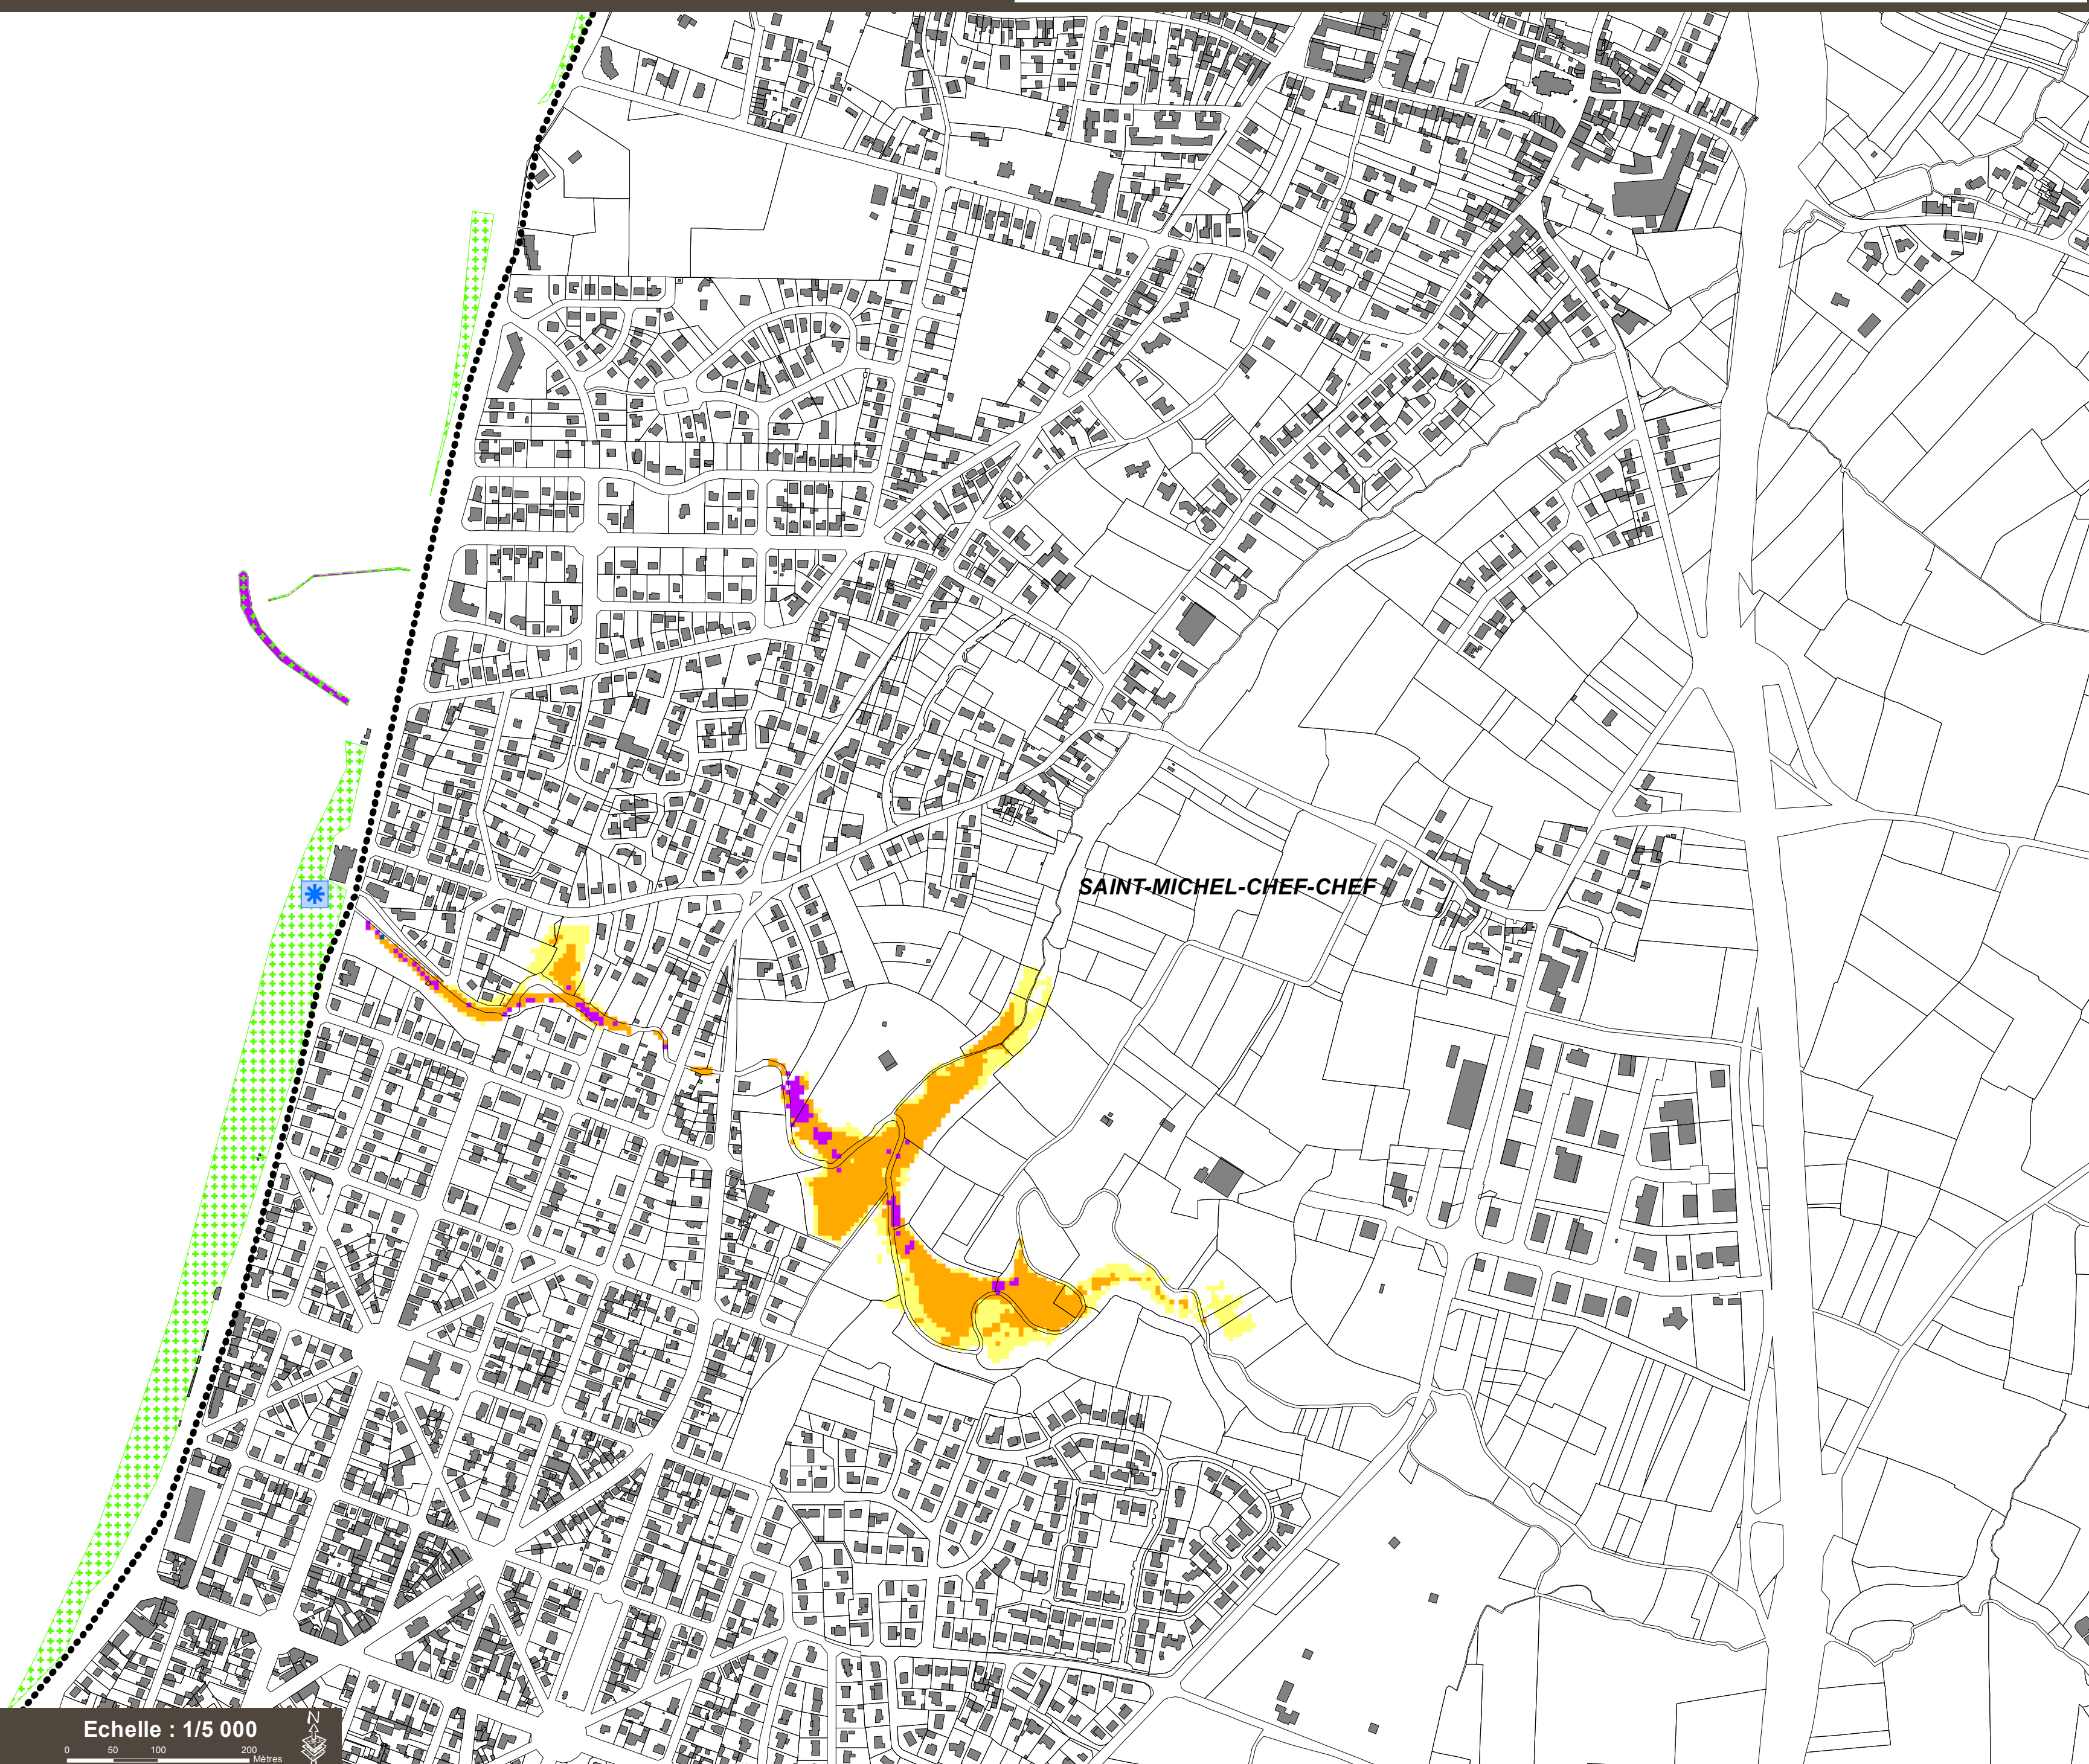 SAINT-MICHEL-CHEF-CHEF
Echelle : 1/5 000
N
0 50 100 200
Mètres